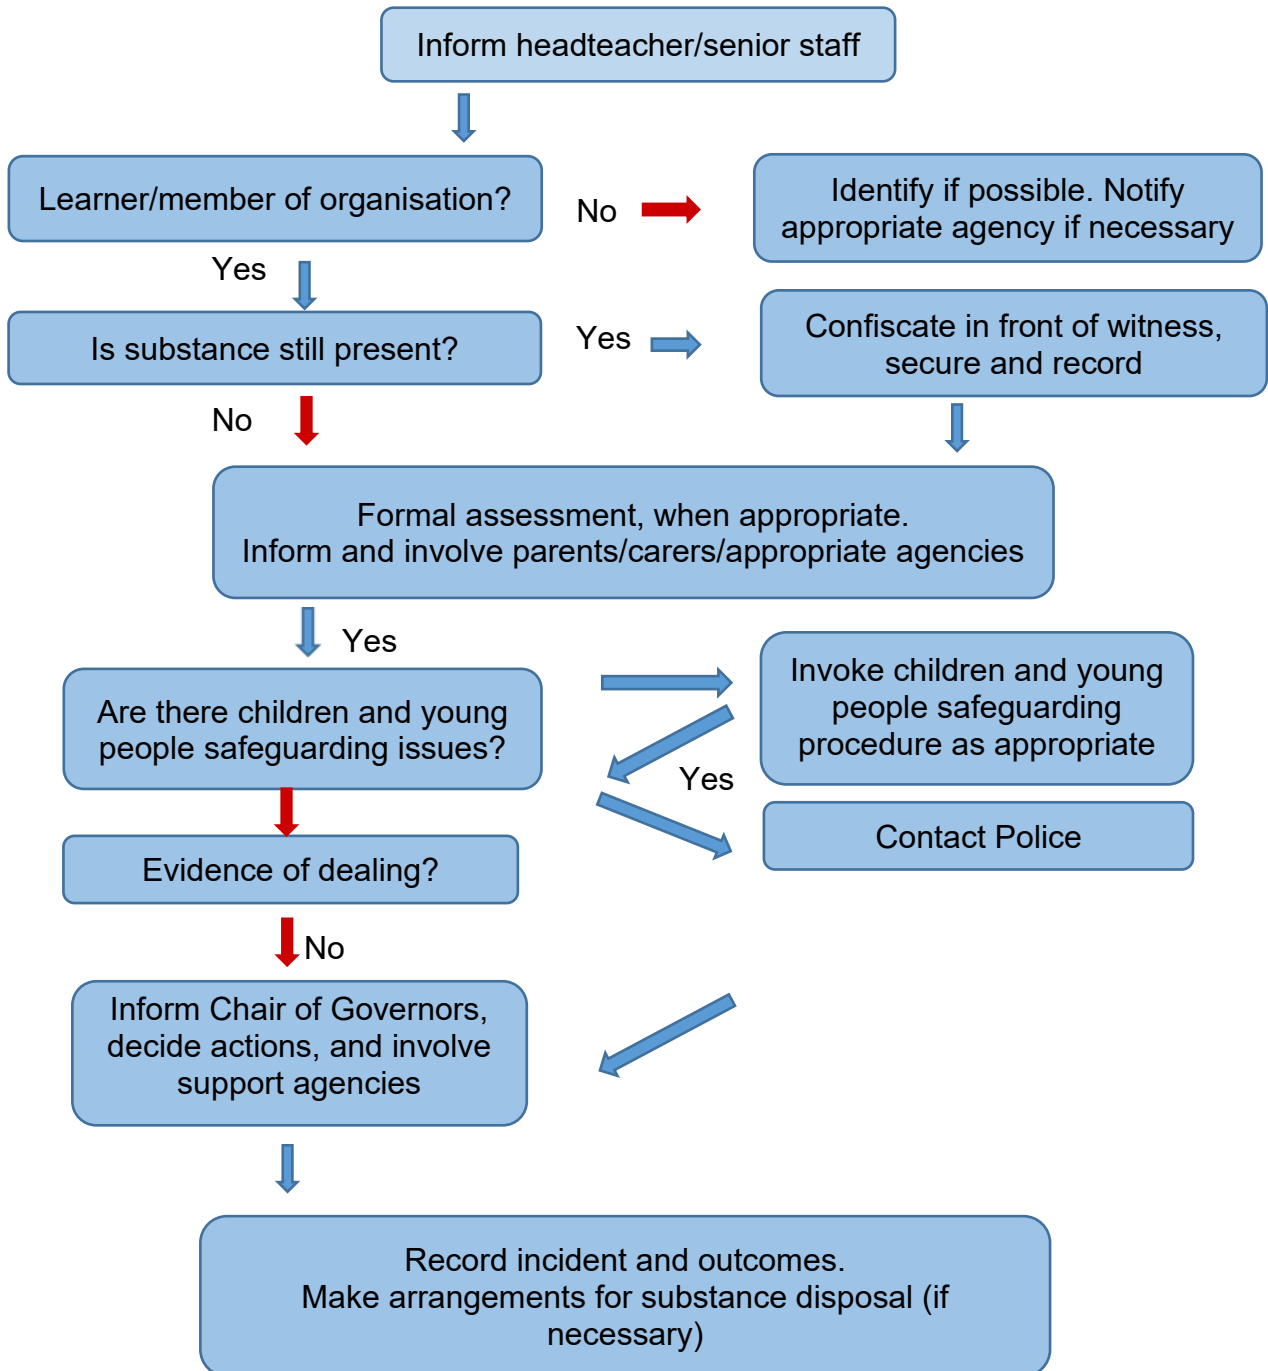 Inform headteacher/senior staff
Learner/member of organisation?
No
Identify if possible. Notify
appropriate agency if necessary
Yes
Is substance still present?
Yes
Confiscate in front of witness,
secure and record
No
Formal assessment, when appropriate.
Inform and involve parents/carers/appropriate agencies
Yes
Are there children and young
people safeguarding issues?
Invoke children and young
people safeguarding
procedure as appropriate
Yes
Contact Police
Evidence of dealing?
No
Inform Chair of Governors,
decide actions, and involve
support agencies
Record incident and outcomes.
Make arrangements for substance disposal (if
necessary)